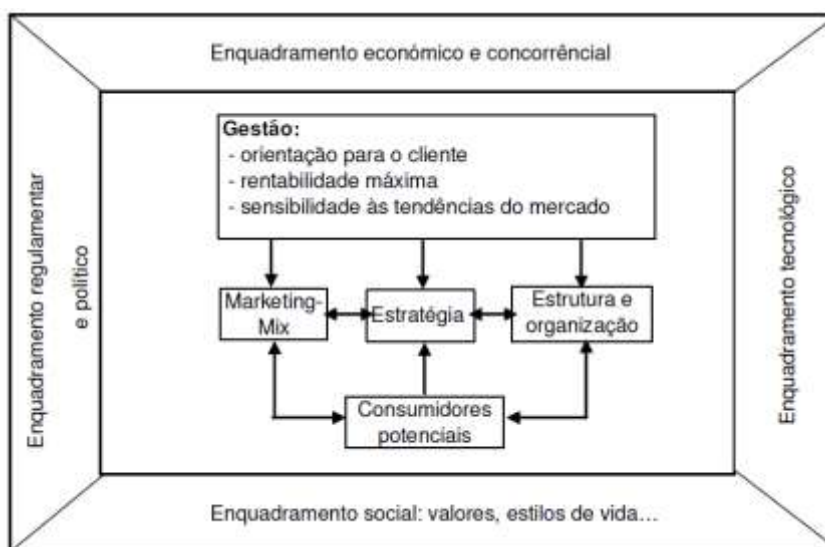 Enquadramento económico e concorrêncial
Gestão:
- orientação para o cliente
- rentabilidade máxima
- sensibilidade às tendências do mercado
Enquadramento regulamentar
e político
Marketing-
Mix
Estratégia
Estrutura e
organização
Enquadramento tecnológico
Consumidores
potenciais
Enquadramento social: valores, estilos de vida...